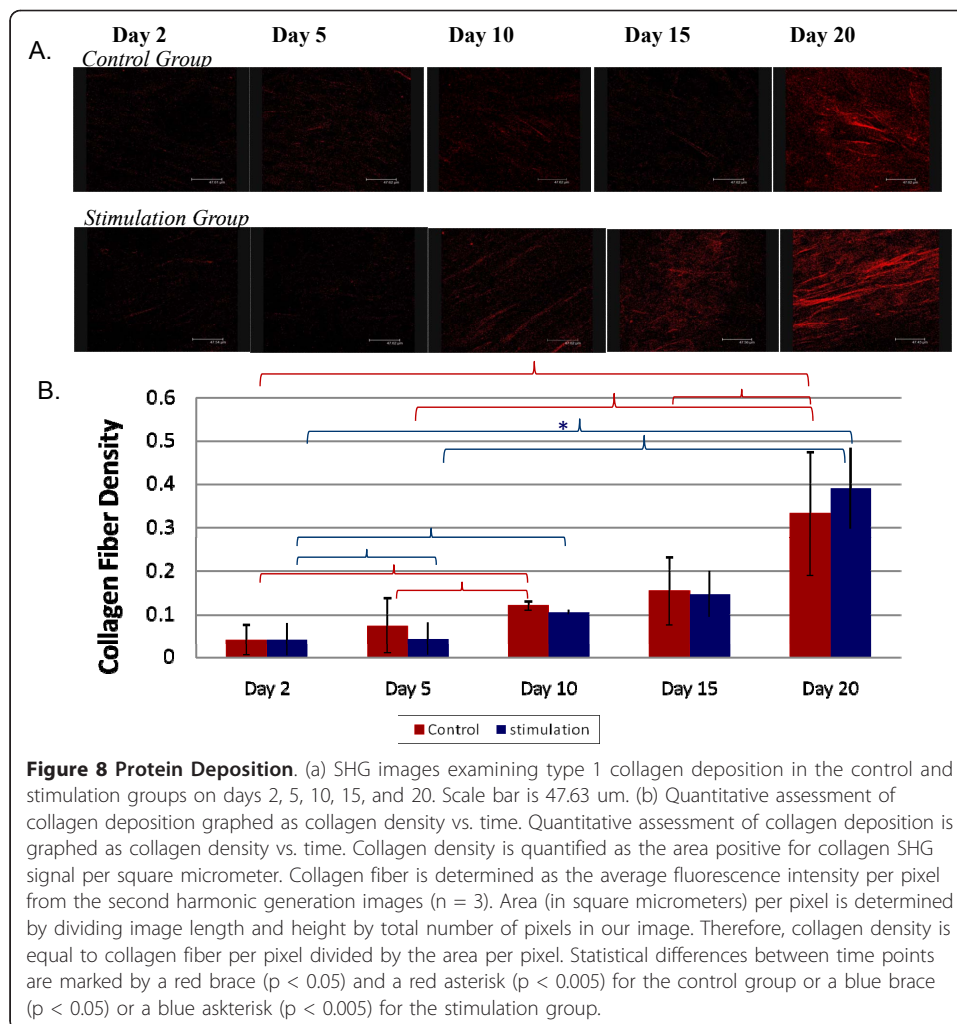 Day 2 Day 5 Day 10 Day 15 Day 20
A.
Control Group
Stimulation Group
B.
Collagen Fiber Density
0.6
0.5
0.4
0.3
0.2
0.1
0
*
Day 2 Day 5 Day 10 Day 15 Day 20
Control stimulation
Figure 8 Protein Deposition. (a) SHG images examining type 1 collagen deposition in the control and
stimulation groups on days 2, 5, 10, 15, and 20. Scale bar is 47.63 um. (b) Quantitative assessment of
collagen deposition graphed as collagen density vs. time. Quantitative assessment of collagen deposition is
graphed as collagen density vs. time. Collagen density is quantified as the area positive for collagen SHG
signal per square micrometer. Collagen fiber is determined as the average fluorescence intensity per pixel
from the second harmonic generation images (n = 3). Area (in square micrometers) per pixel is determined
by dividing image length and height by total number of pixels in our image. Therefore, collagen density is
equal to collagen fiber per pixel divided by the area per pixel. Statistical differences between time points
are marked by a red brace (p < 0.05) and a red asterisk (p < 0.005) for the control group or a blue brace
(p < 0.05) or a blue askterisk (p < 0.005) for the stimulation group.